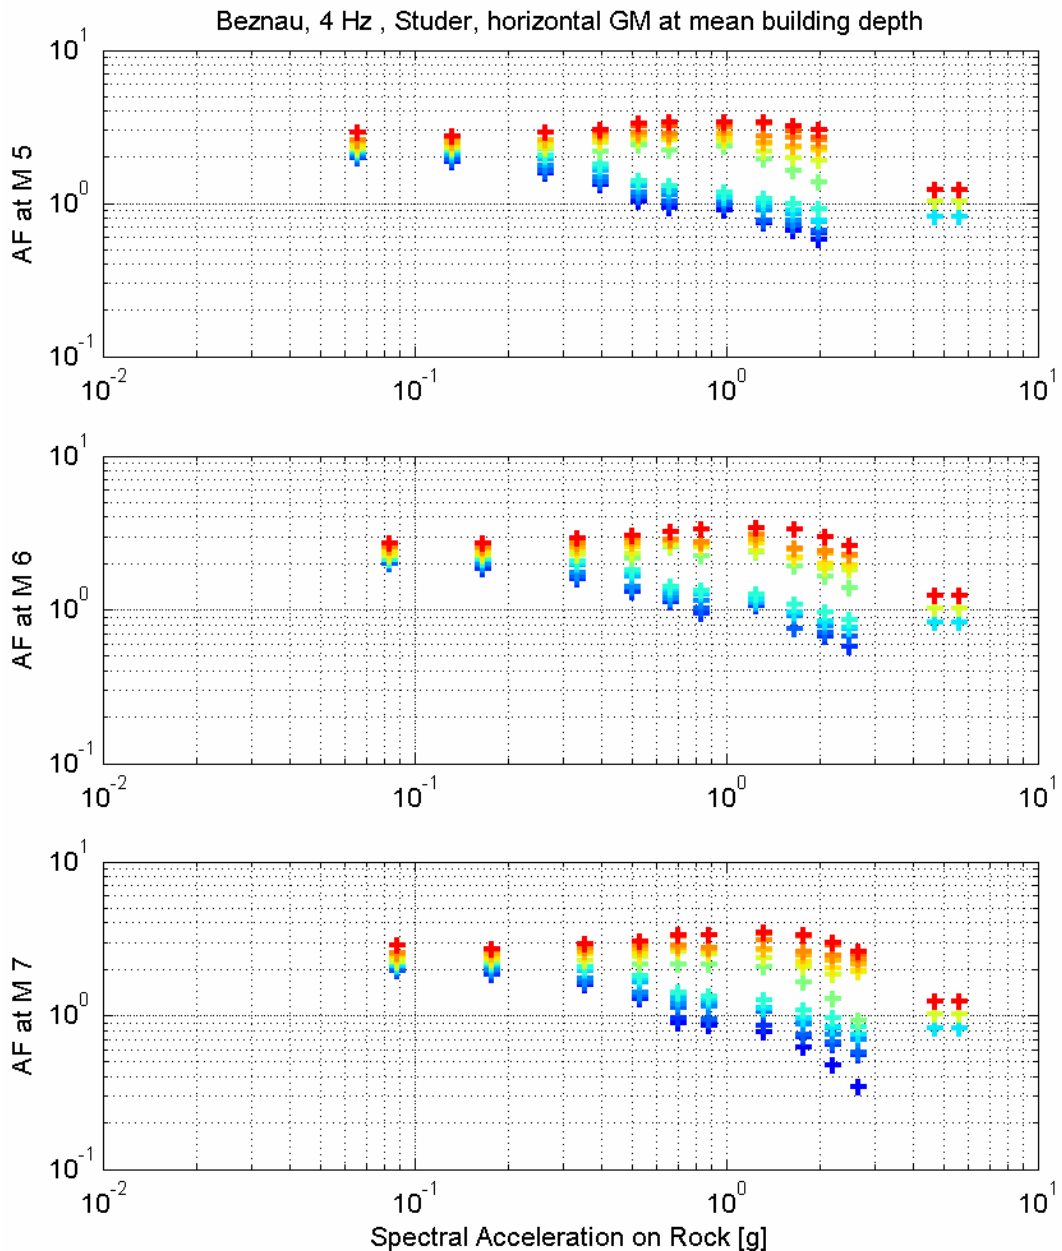 Beznau, 4 Hz , Studer, horizontal GM at mean building depth
10^1
10^0
10^-1
AF at M 5
10^-2 10^-1 10^0 10^1
10^1
10^0
10^-1
AF at M 6
10^-2 10^-1 10^0 10^1
10^1
10^0
10^-1
AF at M 7
10^-2 10^-1 10^0 10^1
Spectral Acceleration on Rock [g]